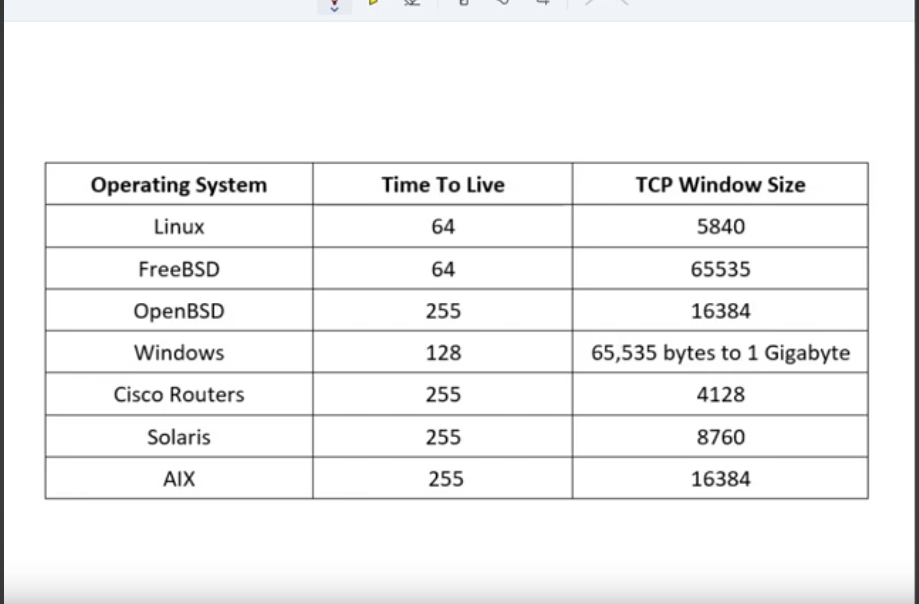 Operating System Time To Live TCP Window Size
Linux 64 5840
FreeBSD 64 65535
OpenBSD 255 16384
Windows 128 65,535 bytes to 1 Gigabyte
Cisco Routers 255 4128
Solaris 255 8760
AIX 255 16384